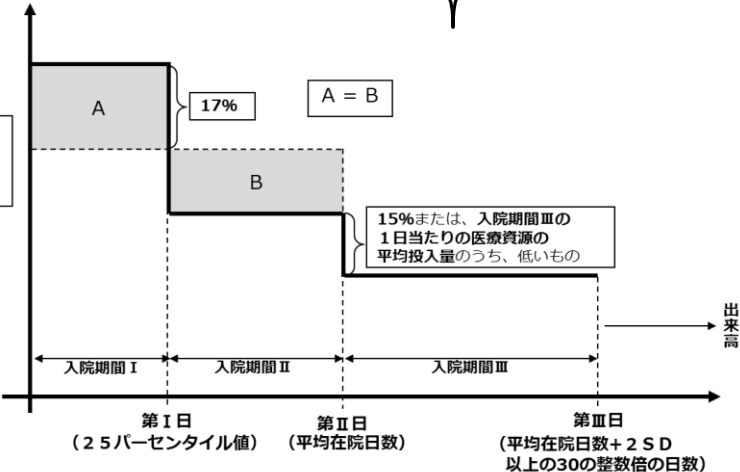 A
17%
A = B
B
15%または、入院期間Ⅲの
１日当たりの医療資源の
平均投入量のうち、低いもの
出来高
入院期間Ⅰ
入院期間Ⅱ
入院期間Ⅲ
第Ⅰ日
（２５パーセンタイル値）
第Ⅱ日
（平均在院日数）
第Ⅲ日
（平均在院日数＋２ＳＤ
以上の30の整数倍の日数）